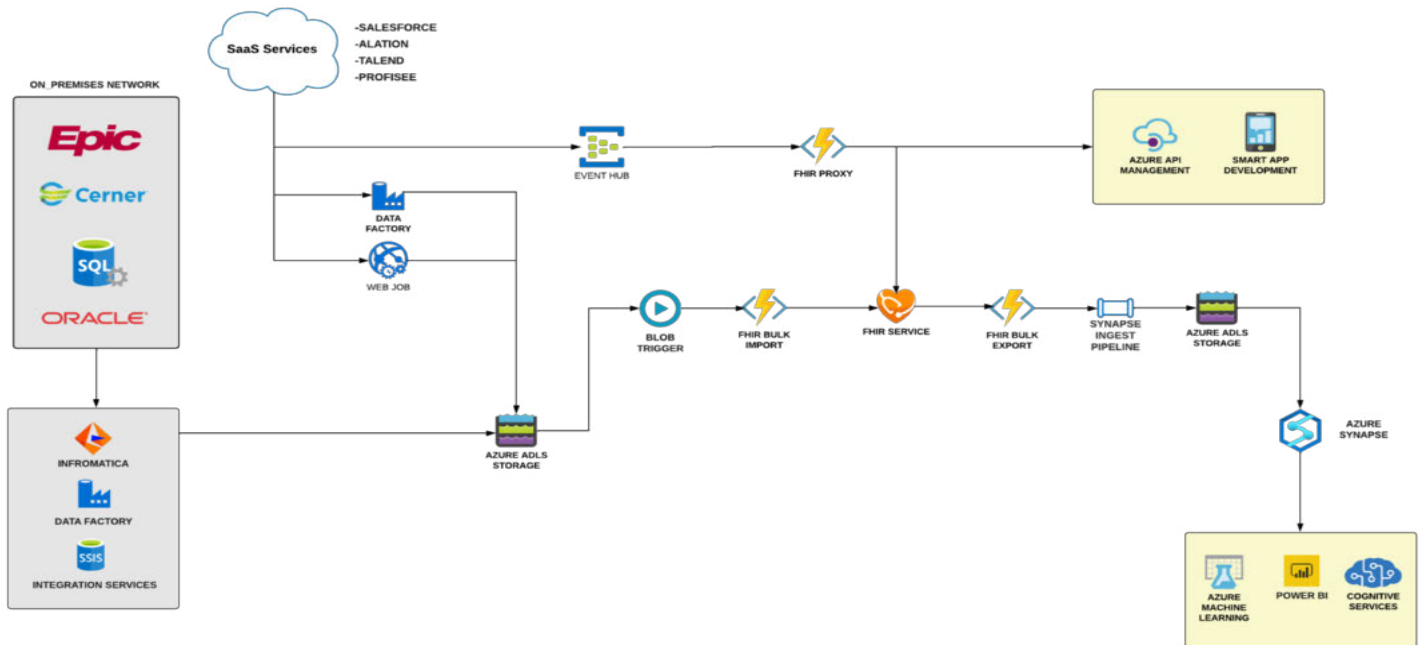 SaaS Services
-SALESFORCE
-ALATION
-TALEND
-PROFISEE
ON_PREMISES NETWORK
Epic
Cerner
SQL
ORACLE
INFROMATICA
DATA FACTORY
SSIS
INTEGRATION SERVICES
EVENT HUB
DATA
FACTORY
WEB JOB
AZURE ADLS
STORAGE
FHIR PROXY
AZURE API
MANAGEMENT
SMART APP
DEVELOPMENT
BLOB
TRIGGER
FHIR BULK
IMPORT
FHIR SERVICE
FHIR BULK
EXPORT
SYNAPSE
INGEST
PIPELINE
AZURE ADLS
STORAGE
AZURE
SYNAPSE
AZURE
MACHINE
LEARNING
POWER BI
COGNITIVE
SERVICES